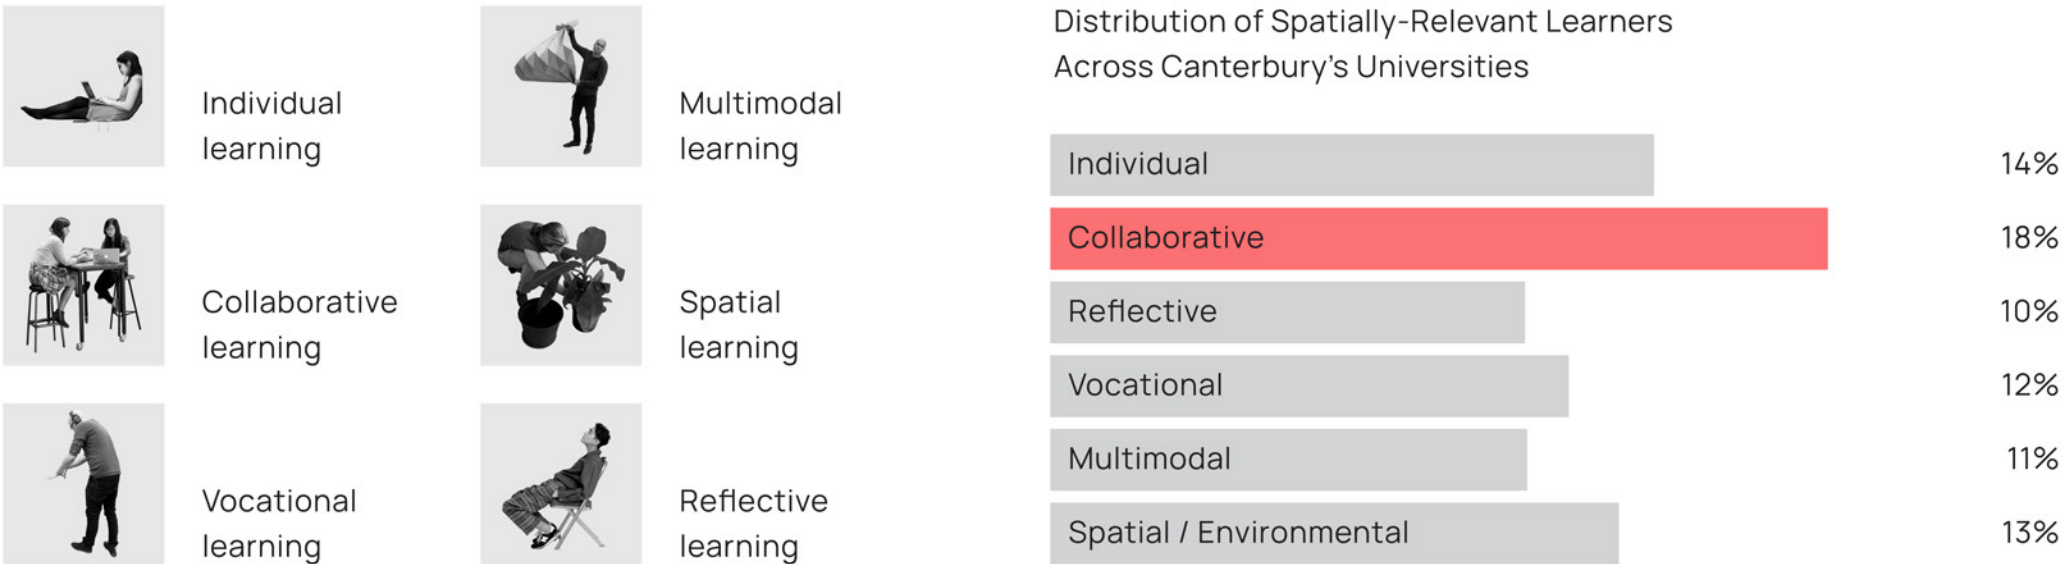 Individual
learning
Multimodal
learning
Collaborative
learning
Spatial
learning
Vocational
learning
Reflective
learning
Distribution of Spatially-Relevant Learners
Across Canterbury’s Universities
Individual 14%
Collaborative 18%
Reflective 10%
Vocational 12%
Multimodal 11%
Spatial / Environmental 13%